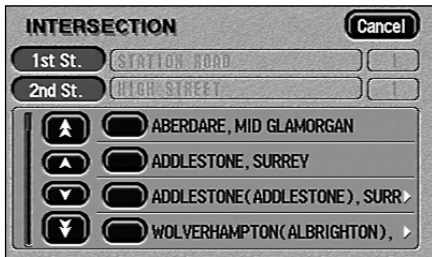 INTERSECTION Cancel
1st St. STATION ROAD 1
2nd St. HIGH STREET 1
ABERDARE, MID GLAMORGAN
ADDLESTONE, SURREY
ADDLESTONE(ADDLESTONE), SURR
WOLVERHAMPTON(ALBRIGHTON),